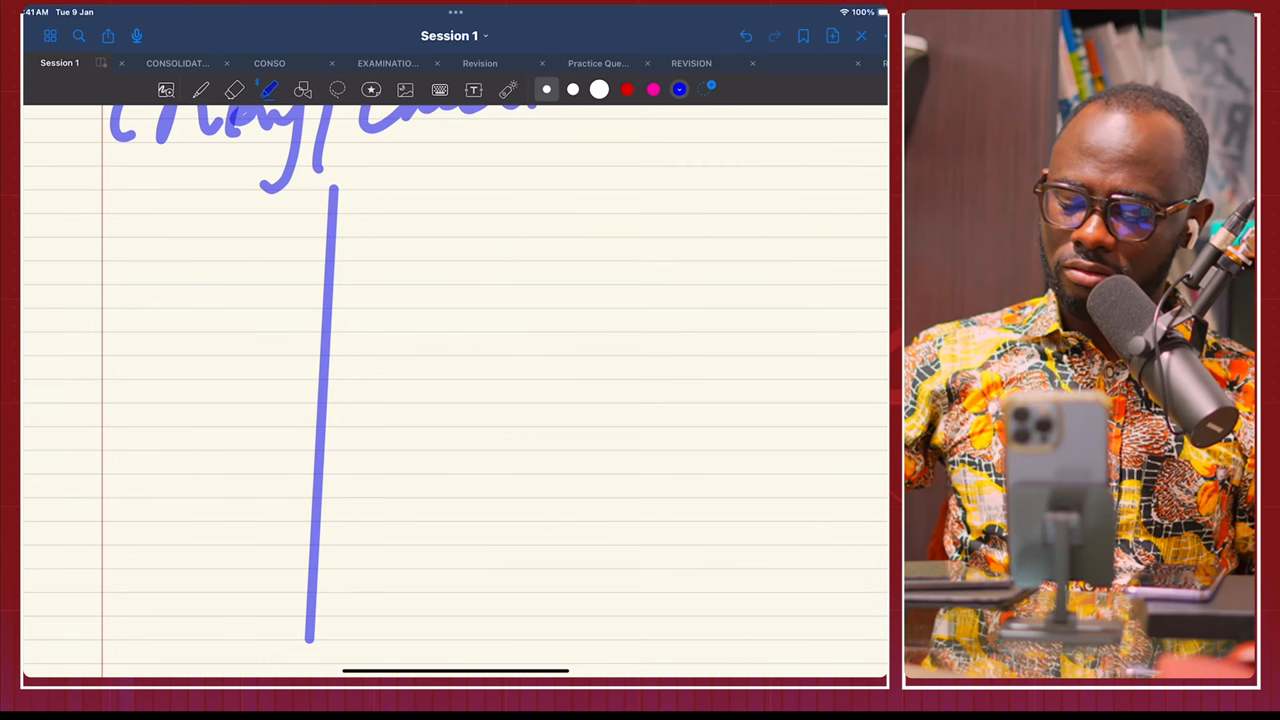 :41 AM Tue 9 Jan
100%
Session 1
Session 1
CONSOLIDAT...
CONSO
EXAMINATIO...
Revision
Practice Que...
REVISION
R
T